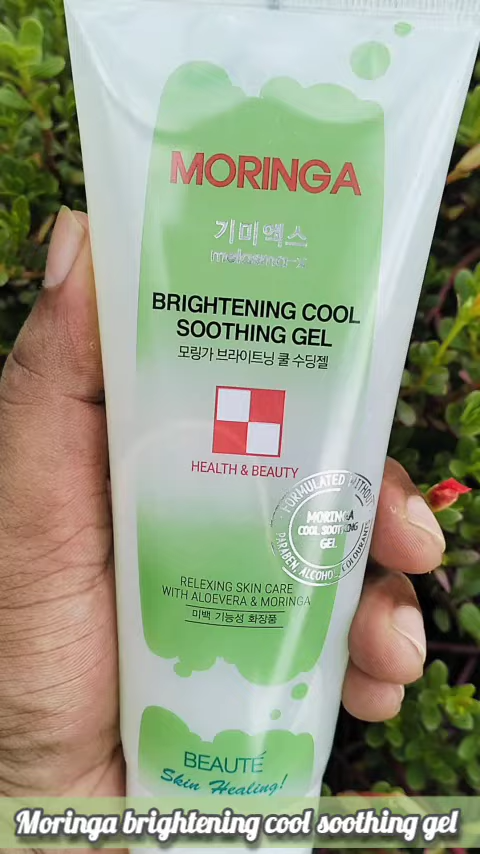 MORINGA
기미엑스
melasma-x
BRIGHTENING COOL
SOOTHING GEL
모링가 브라이트닝 쿨 수딩젤
HEALTH & BEAUTY
FORMULATED WITHOUT
MORINGA
COOL SOOTHING
GEL
PARABEN, ALCOHOL, COLOURANTS
RELEXING SKIN CARE
WITH ALOEVERA & MORINGA
미백 기능성 화장품
BEAUTÉ
Skin Healing!
Moringa brightening cool soothing gel